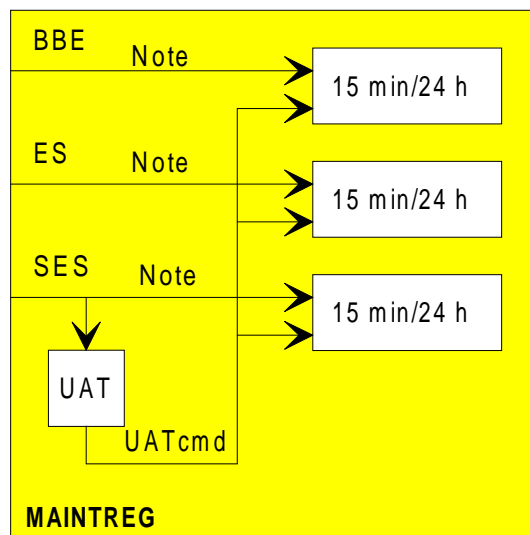 BBE
Note
15 min/24 h
ES
Note
15 min/24 h
SES
Note
15 min/24 h
UAT
UATcmd
MAINTREG